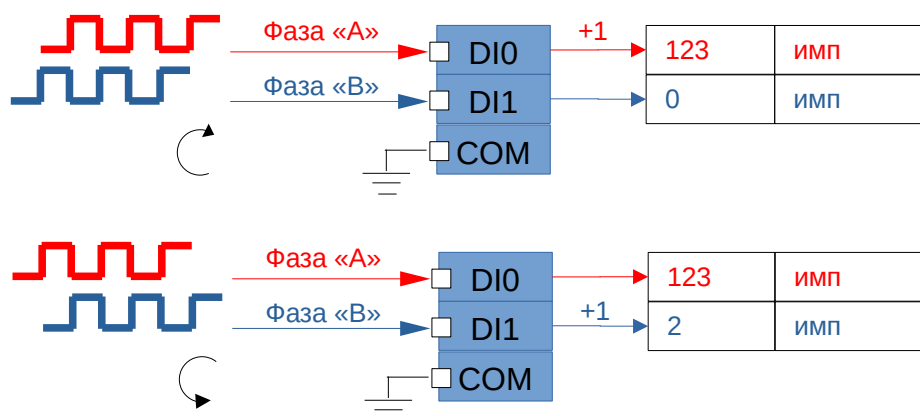 Фаза «A» DI0 +1 123 имп
Фаза «B» DI1 0 имп
COM
Фаза «A» DI0 123 имп
Фаза «B» DI1 +1 2 имп
COM